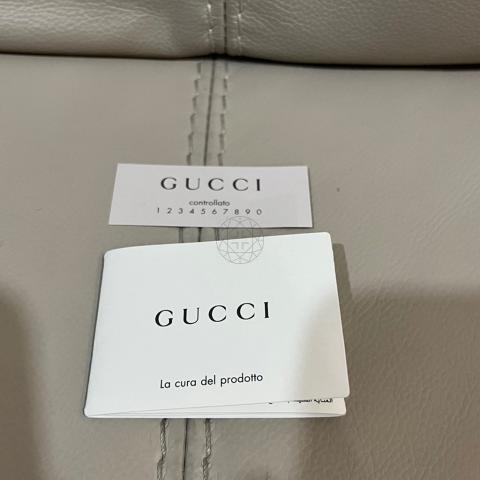 GUCCI
controllato
1 2 3 4 5 6 7 8 9 0
GUCCI
La cura del prodotto